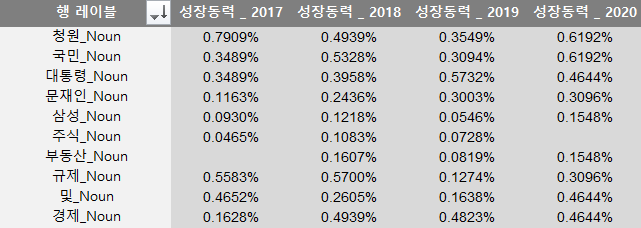 행 레이블 성장동력 _ 2017 성장동력 _ 2018 성장동력 _ 2019 성장동력 _ 2020
청원_Noun 0.7909% 0.4939% 0.3549% 0.6192%
국민_Noun 0.3489% 0.5328% 0.3094% 0.6192%
대통령_Noun 0.3489% 0.3958% 0.5732% 0.4644%
문재인_Noun 0.1163% 0.2436% 0.3003% 0.3096%
삼성_Noun 0.0930% 0.1218% 0.0546% 0.1548%
주식_Noun 0.0465% 0.1083% 0.0728%
부동산_Noun 0.1607% 0.0819% 0.1548%
규제_Noun 0.5583% 0.5700% 0.1274% 0.3096%
및_Noun 0.4652% 0.2605% 0.1638% 0.4644%
경제_Noun 0.1628% 0.4939% 0.4823% 0.4644%